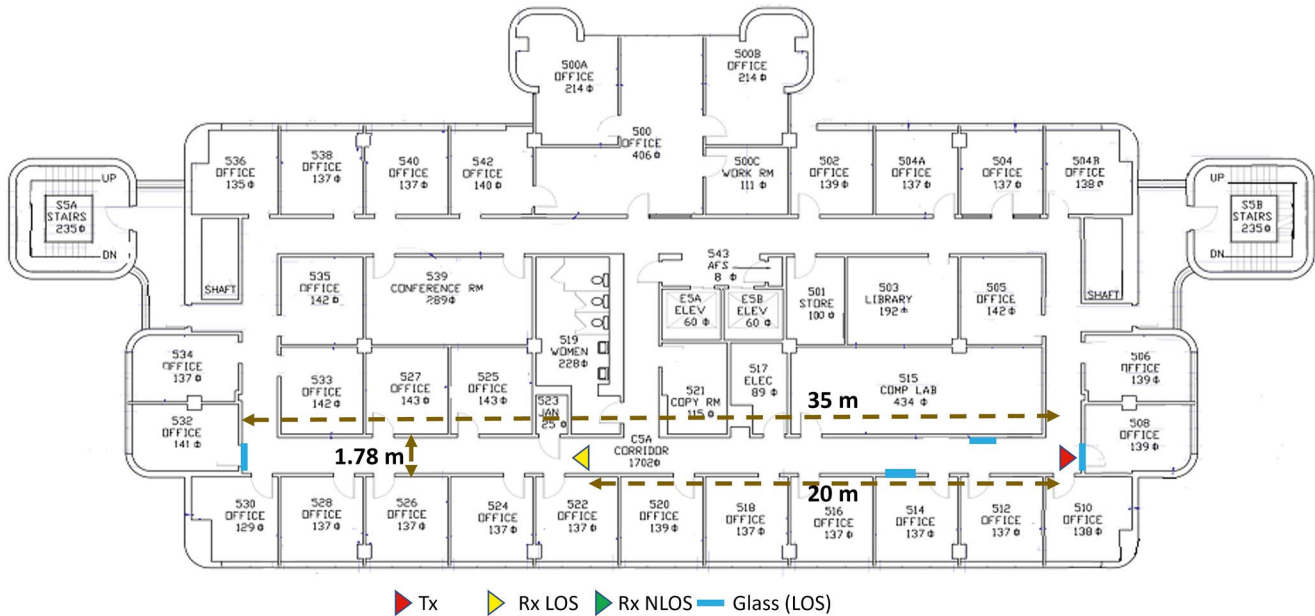 500A
OFFICE
214 Φ
500B
OFFICE
214 Φ
500
OFFICE
406 Φ
536
OFFICE
135 Φ
538
OFFICE
137 Φ
540
OFFICE
137 Φ
542
OFFICE
140 Φ
500C
WORK RM
111 Φ
502
OFFICE
139 Φ
504A
OFFICE
137 Φ
504
OFFICE
137 Φ
504B
OFFICE
138 Φ
UP
S5A
STAIRS
235 Φ
DN
UP
S5B
STAIRS
235 Φ
DN
SHAFT
535
OFFICE
142 Φ
539
CONFERENCE RM
289 Φ
543
AFS
8 Φ
E5A
ELEV
60 Φ
E5B
ELEV
60 Φ
501
STORE
100 Φ
503
LIBRARY
192 Φ
505
OFFICE
142 Φ
SHAFT
534
OFFICE
137 Φ
533
OFFICE
142 Φ
527
OFFICE
143 Φ
525
OFFICE
143 Φ
519
WOMEN
228 Φ
523
JAN
25 Φ
521
COPY RM
115 Φ
517
ELEC
89 Φ
515
COMP LAB
434 Φ
506
OFFICE
139 Φ
35 m
532
OFFICE
141 Φ
508
OFFICE
139 Φ
1.78 m
C5A
CORRIDOR
1702 Φ
20 m
530
OFFICE
129 Φ
528
OFFICE
137 Φ
526
OFFICE
137 Φ
524
OFFICE
137 Φ
522
OFFICE
137 Φ
520
OFFICE
139 Φ
518
OFFICE
137 Φ
516
OFFICE
137 Φ
514
OFFICE
137 Φ
512
OFFICE
137 Φ
510
OFFICE
138 Φ
Tx Rx LOS Rx NLOS Glass (LOS)